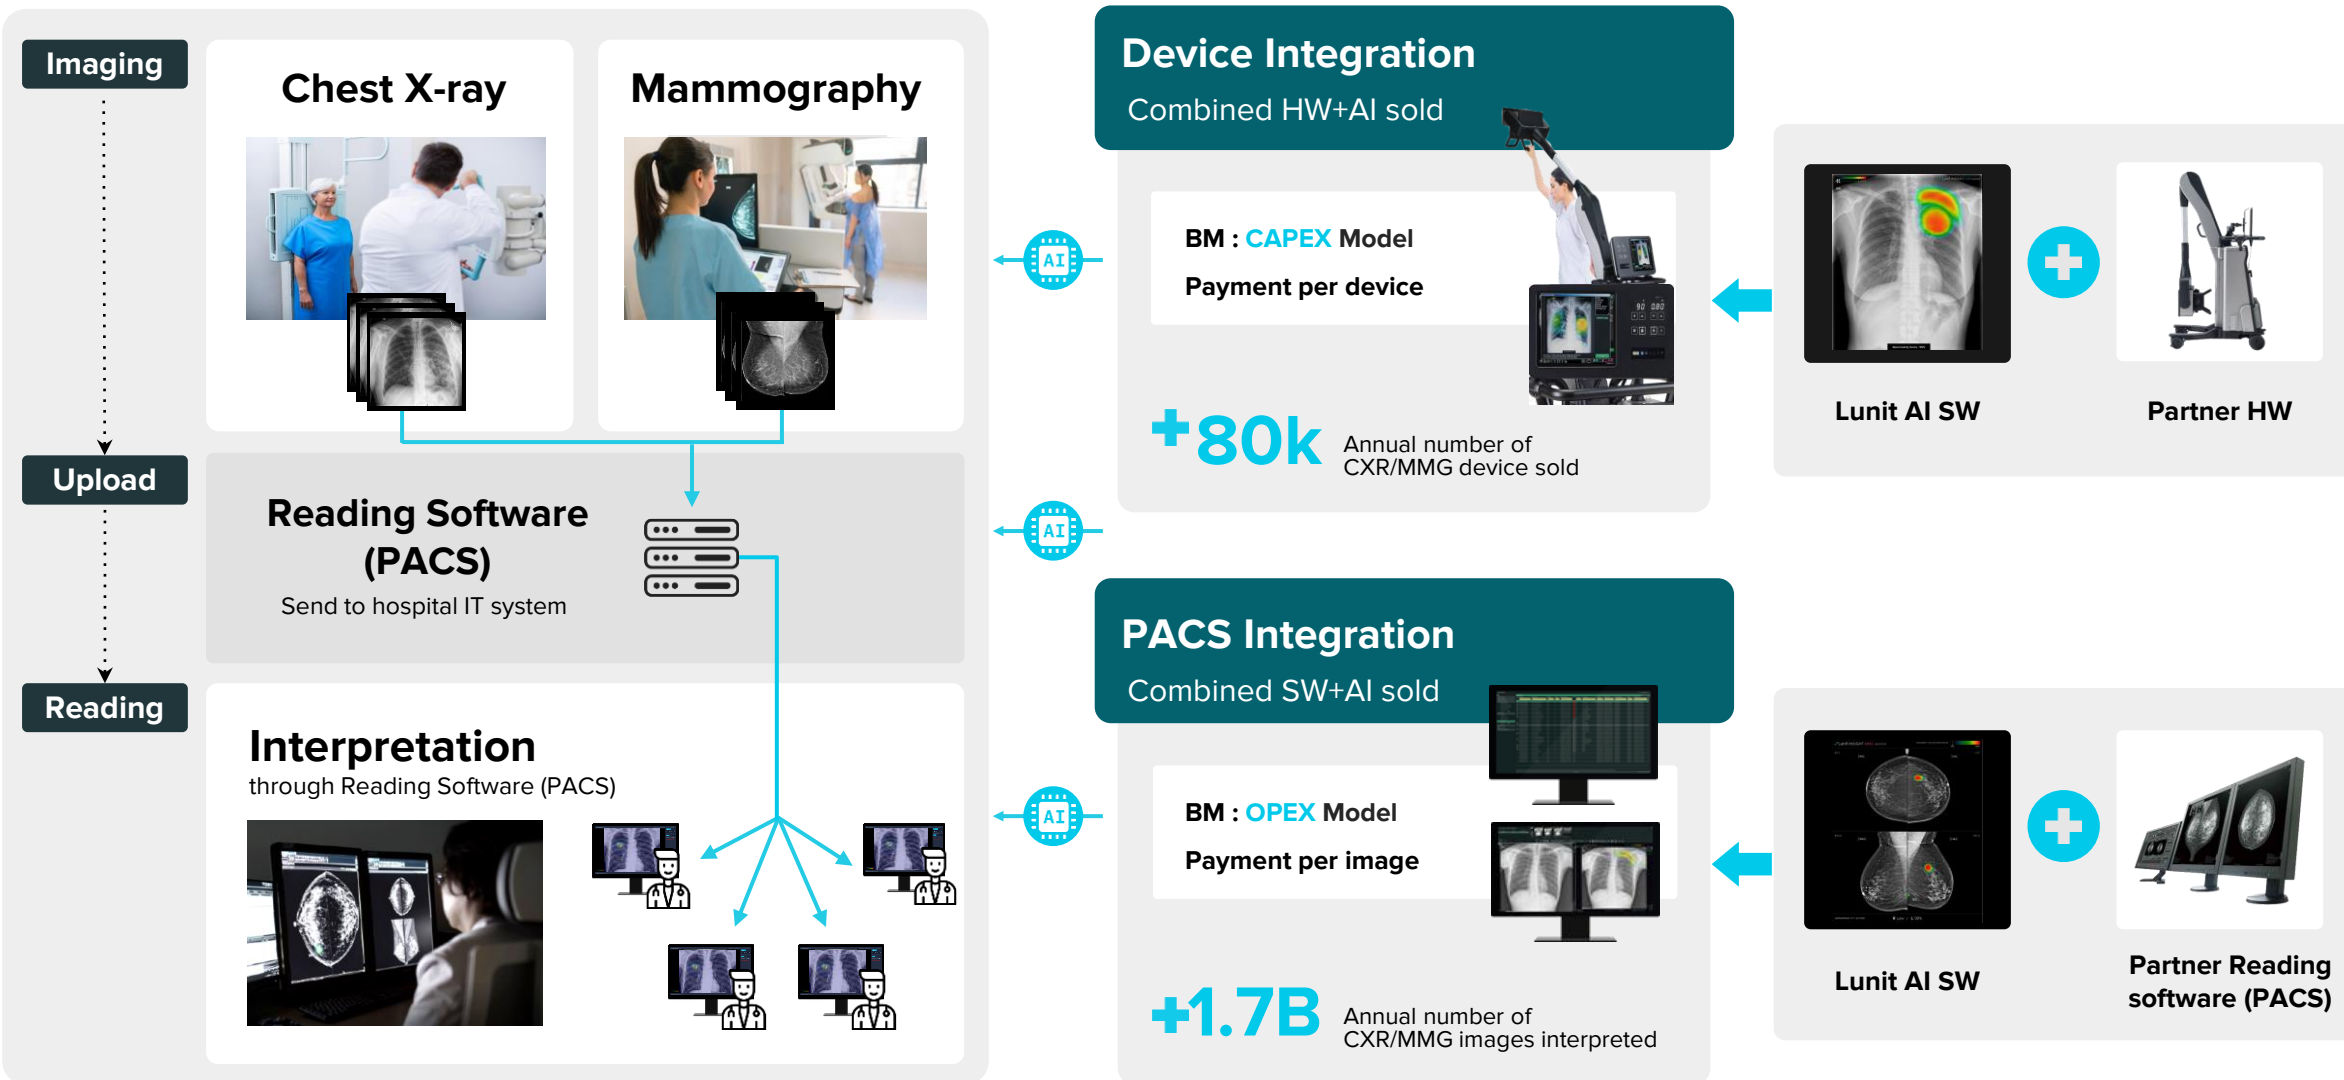 Imaging
Chest X-ray
Mammography
Upload
Reading Software
(PACS)
Send to hospital IT system
Reading
Interpretation
through Reading Software (PACS)
AI
AI
AI
Device Integration
Combined HW+AI sold
BM : CAPEX Model
Payment per device
+80k
Annual number of
CXR/MMG device sold
Lunit AI SW
Partner HW
PACS Integration
Combined SW+AI sold
BM : OPEX Model
Payment per image
+1.7B
Annual number of
CXR/MMG images interpreted
Lunit AI SW
Partner Reading
software (PACS)